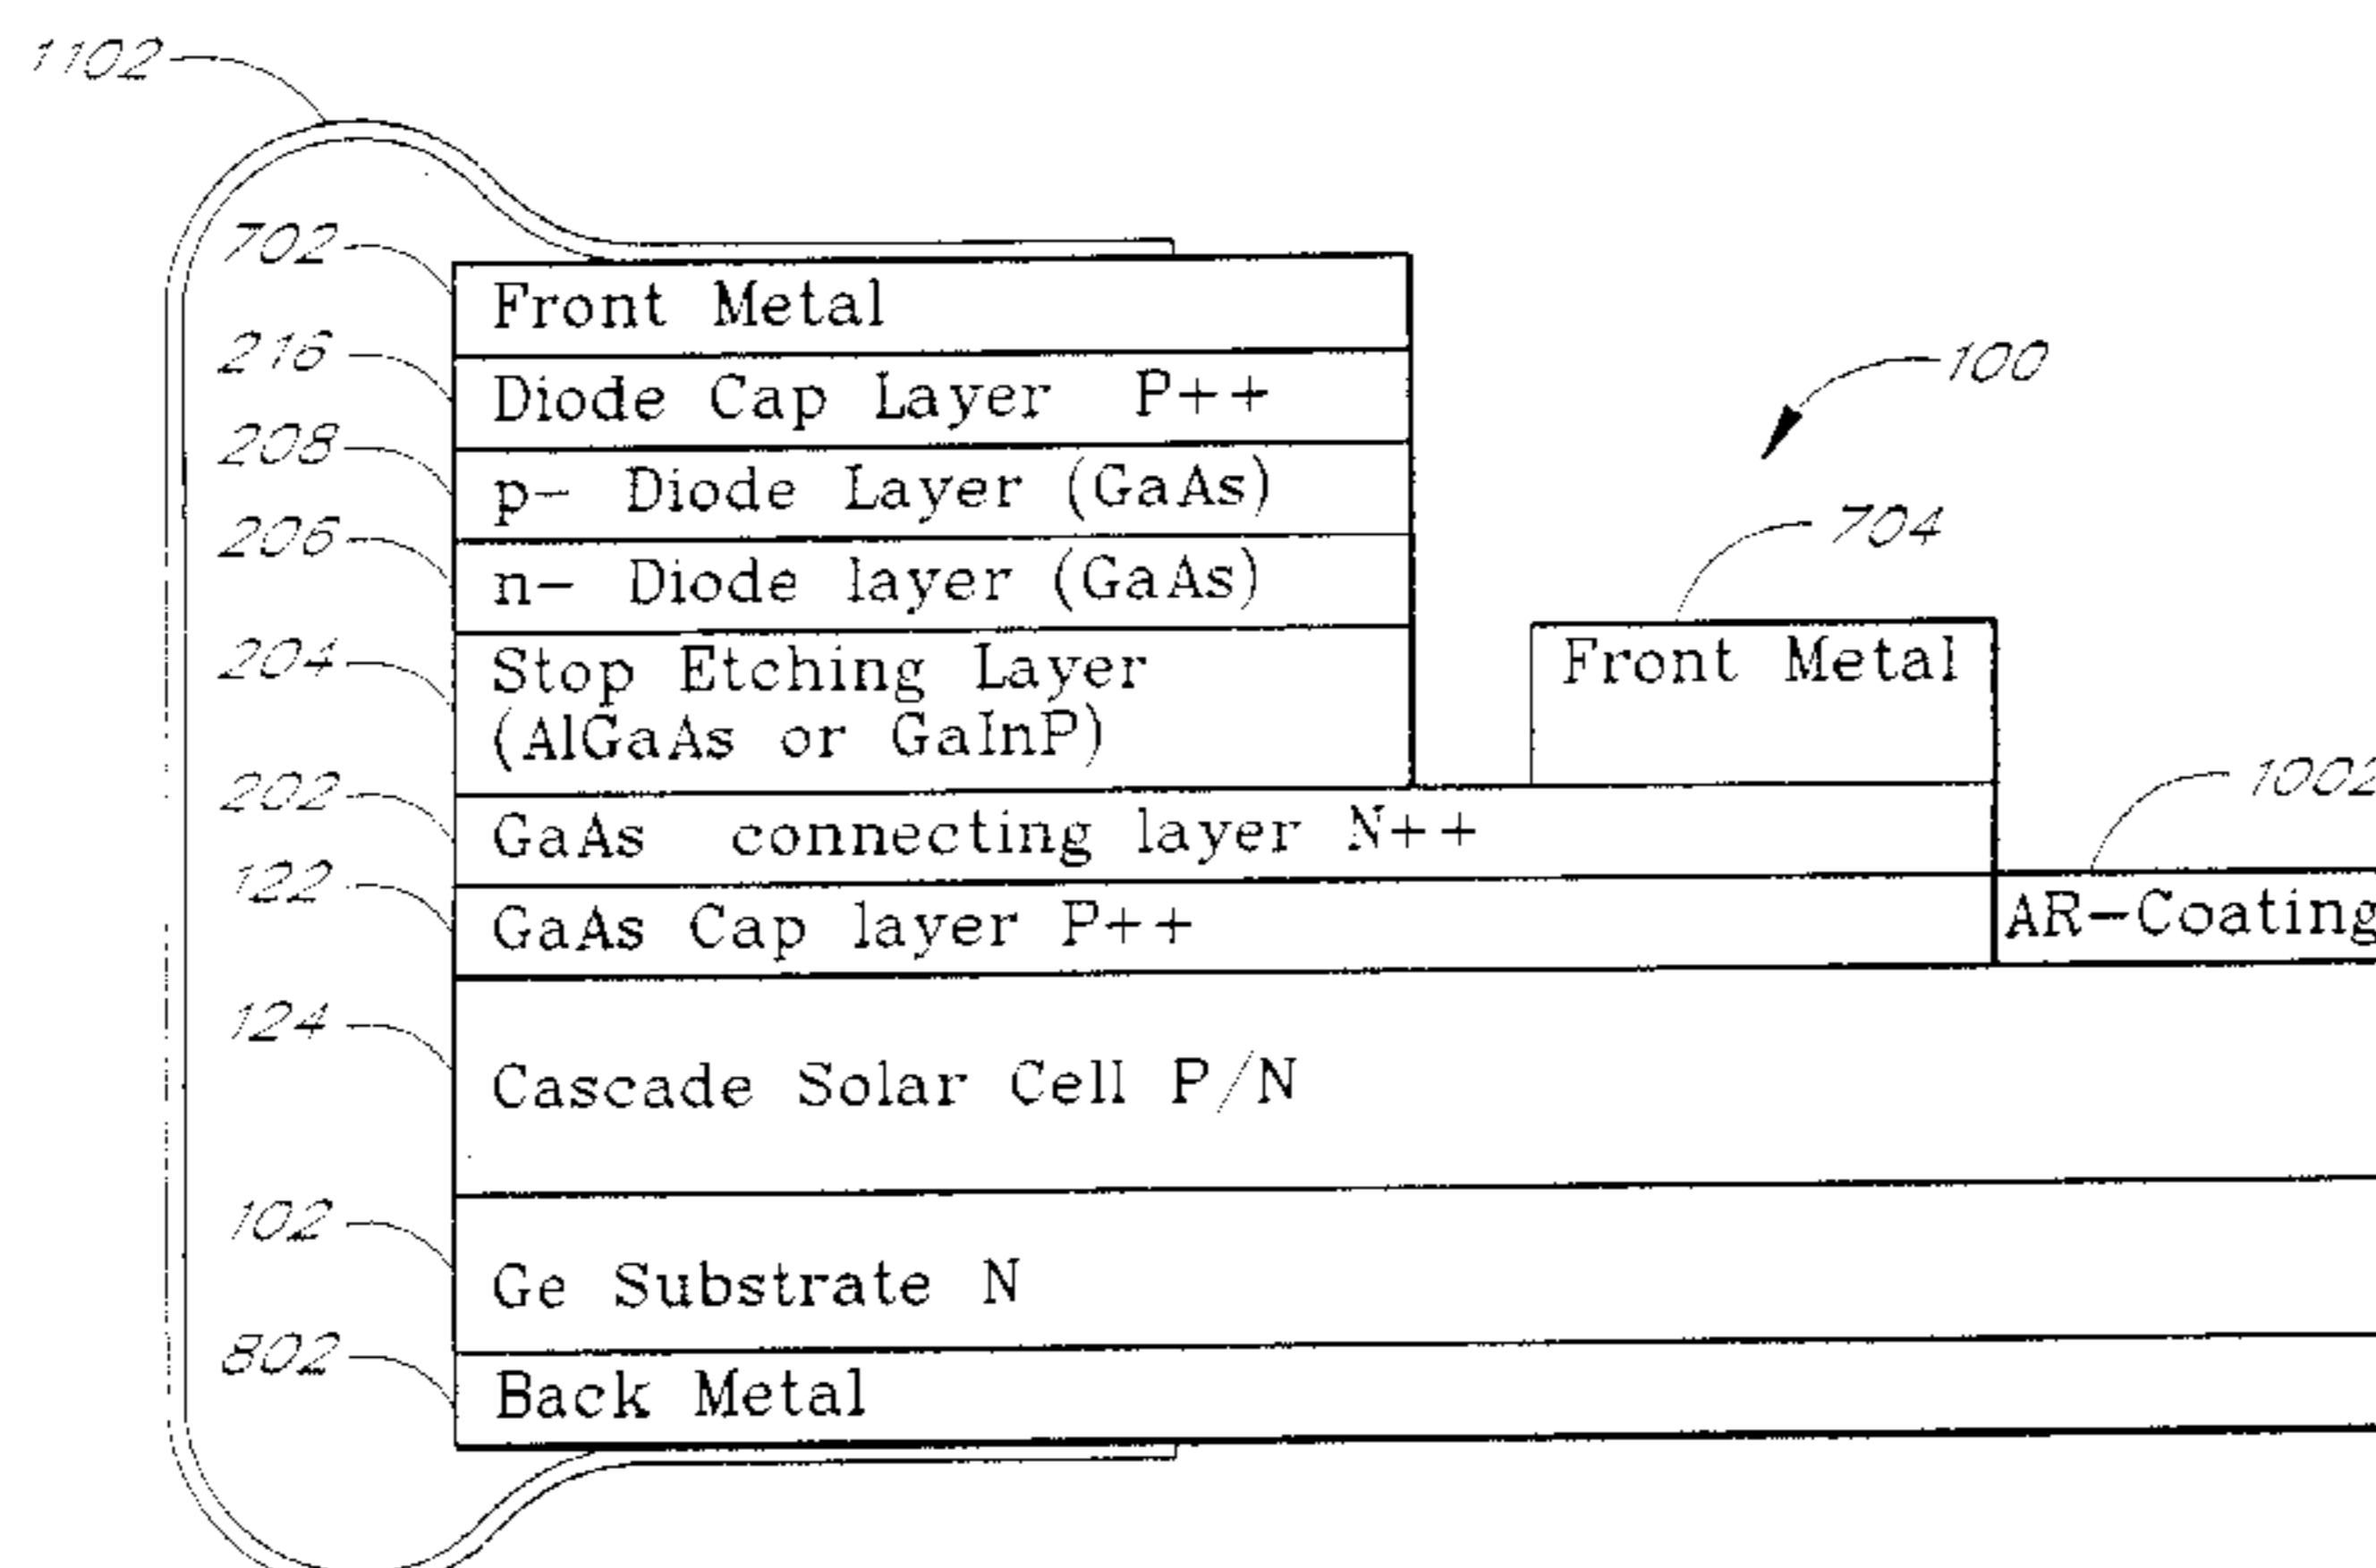 1102
702
Front Metal
216
Diode Cap Layer P++
100
208
p- Diode Layer (GaAs)
206
n- Diode layer (GaAs)
704
204
Stop Etching Layer
(AlGaAs or GaInP)
Front Metal
202
GaAs connecting layer N++
1002
122
GaAs Cap layer P++
AR-Coating
124
Cascade Solar Cell P/N
102
Ge Substrate N
802
Back Metal